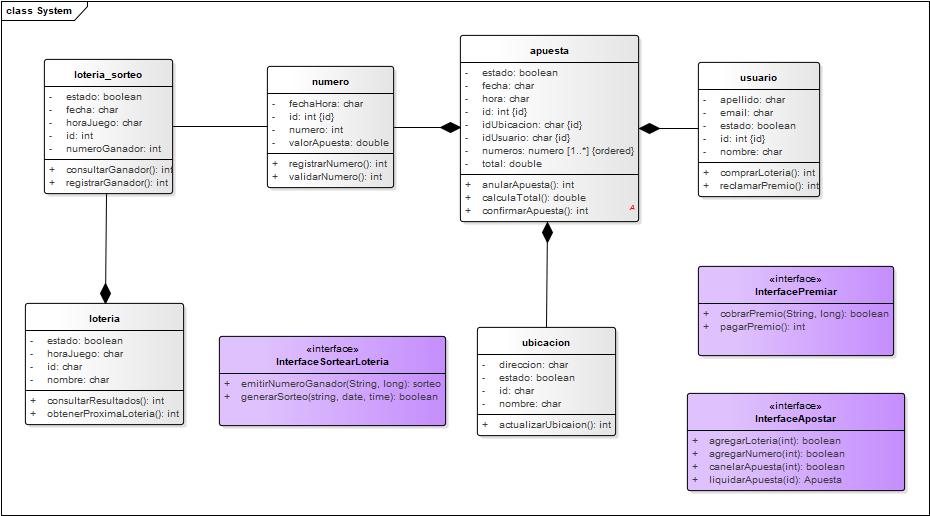 class System
loteria_sorteo
- estado: boolean
- fecha: char
- horaJuego: char
- id: int
- numeroGanador: int
+ consultarGanador(): int
+ registrarGanador(): int
numero
- fechaHora: char
- id: int {id}
- numero: int
- valorApuesta: double
+ registrarNumero(): int
+ validarNumero(): int
apuesta
- estado: boolean
- fecha: char
- hora: char
- id: int {id}
- idUbicacion: char {id}
- idUsuario: char {id}
- numeros: numero [1..*] {ordered}
- total: double
+ anularApuesta(): int
+ calculaTotal(): double
+ confirmarApuesta(): int
A
usuario
- apellido: char
- email: char
- estado: boolean
- id: int {id}
- nombre: char
+ comprarLoteria(): int
+ reclamarPremio(): int
loteria
- estado: boolean
- horaJuego: char
- id: char
- nombre: char
+ consultarResultados(): int
+ obtenerProximaLoteria(): int
«interface»
InterfaceSortearLoteria
+ emitirNumeroGanador(String, long): sorteo
+ generarSorteo(string, date, time): boolean
ubicacion
- direccion: char
- estado: boolean
- id: char
- nombre: char
+ actualizarUbicaion(): int
«interface»
InterfacePremiar
+ cobrarPremio(String, long): boolean
+ pagarPremio(): int
«interface»
InterfaceApostar
+ agregarLoteria(int): boolean
+ agregarNumero(int): boolean
+ canelarApuesta(int): boolean
+ liquidarApuesta(id): Apuesta